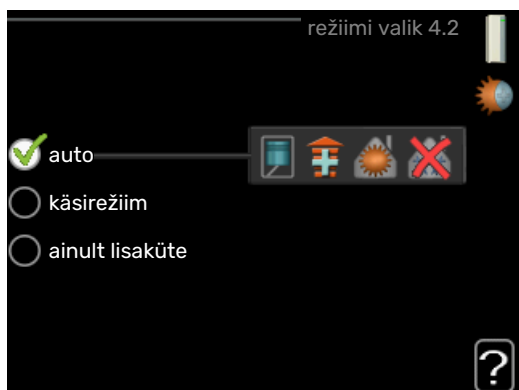 režiimi valik 4.2
auto
käsirežiim
ainult lisaküte
?